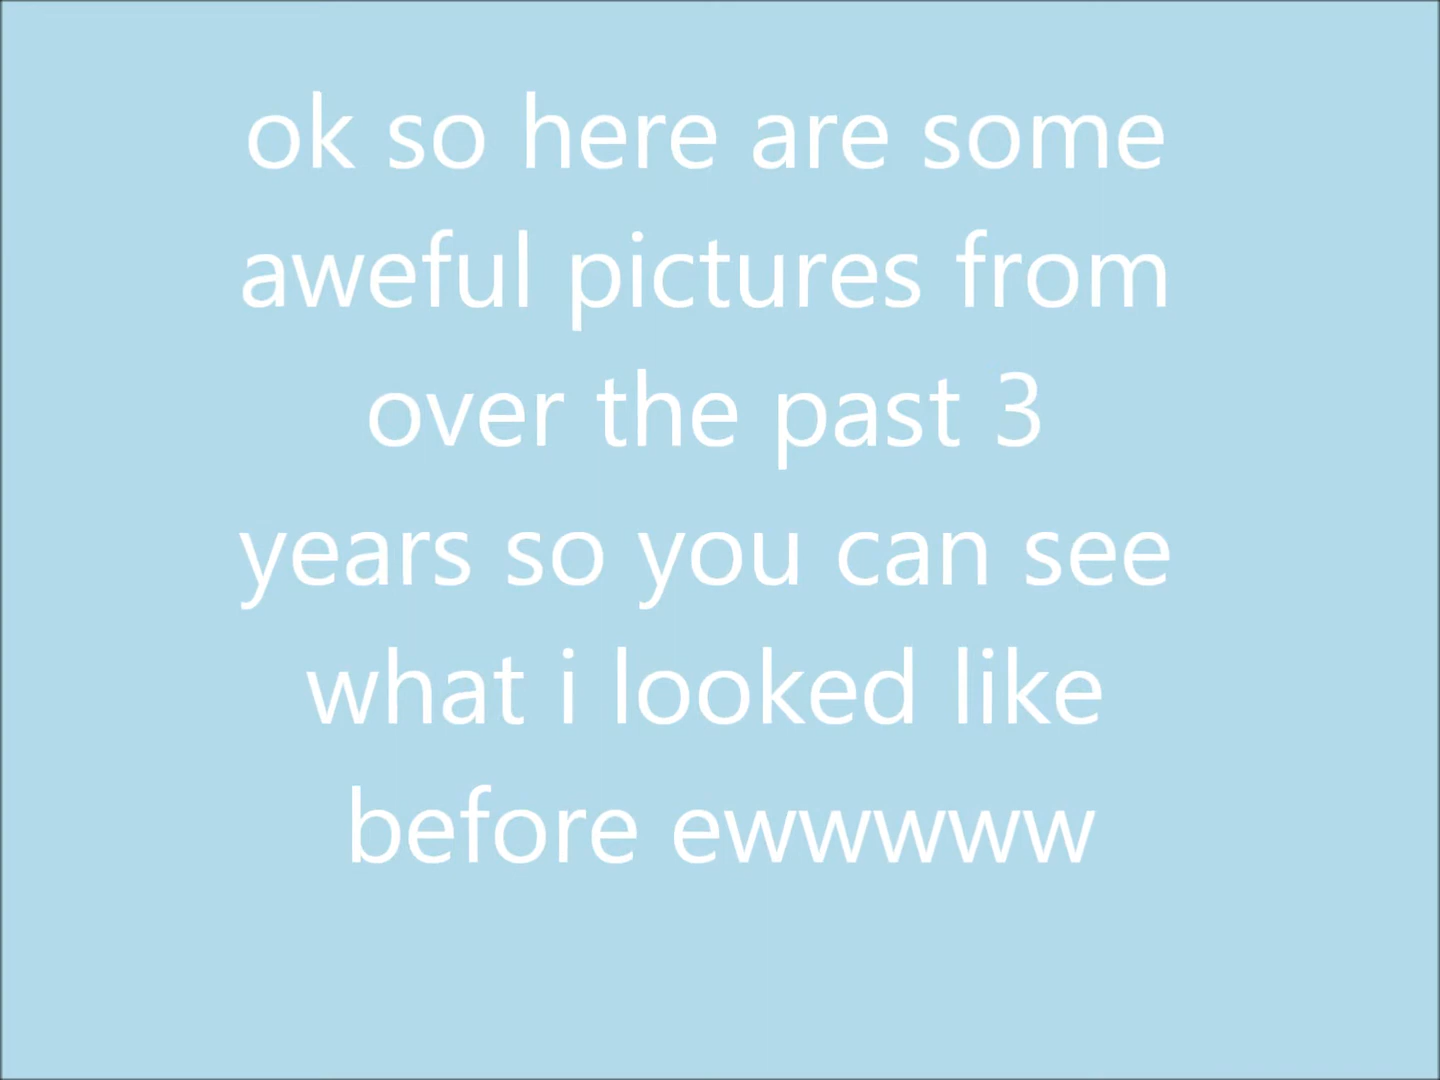 ok so here are some
aweful pictures from
over the past 3
years so you can see
what i looked like
before ewwwww